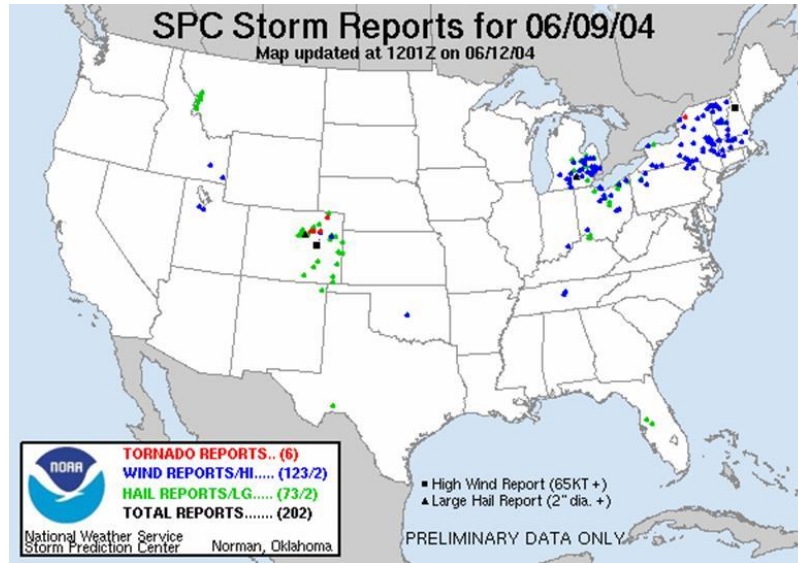 SPC Storm Reports for 06/09/04
Map updated at 1201Z on 06/12/04
NOAA
TORNADO REPORTS.. (6)
WIND REPORTS/HI..... (123/2)
HAIL REPORTS/LG..... (73/2)
TOTAL REPORTS....... (202)
National Weather Service
Storm Prediction Center Norman, Oklahoma
■ High Wind Report (65KT +)
▲ Large Hail Report (2" dia. +)
PRELIMINARY DATA ONLY